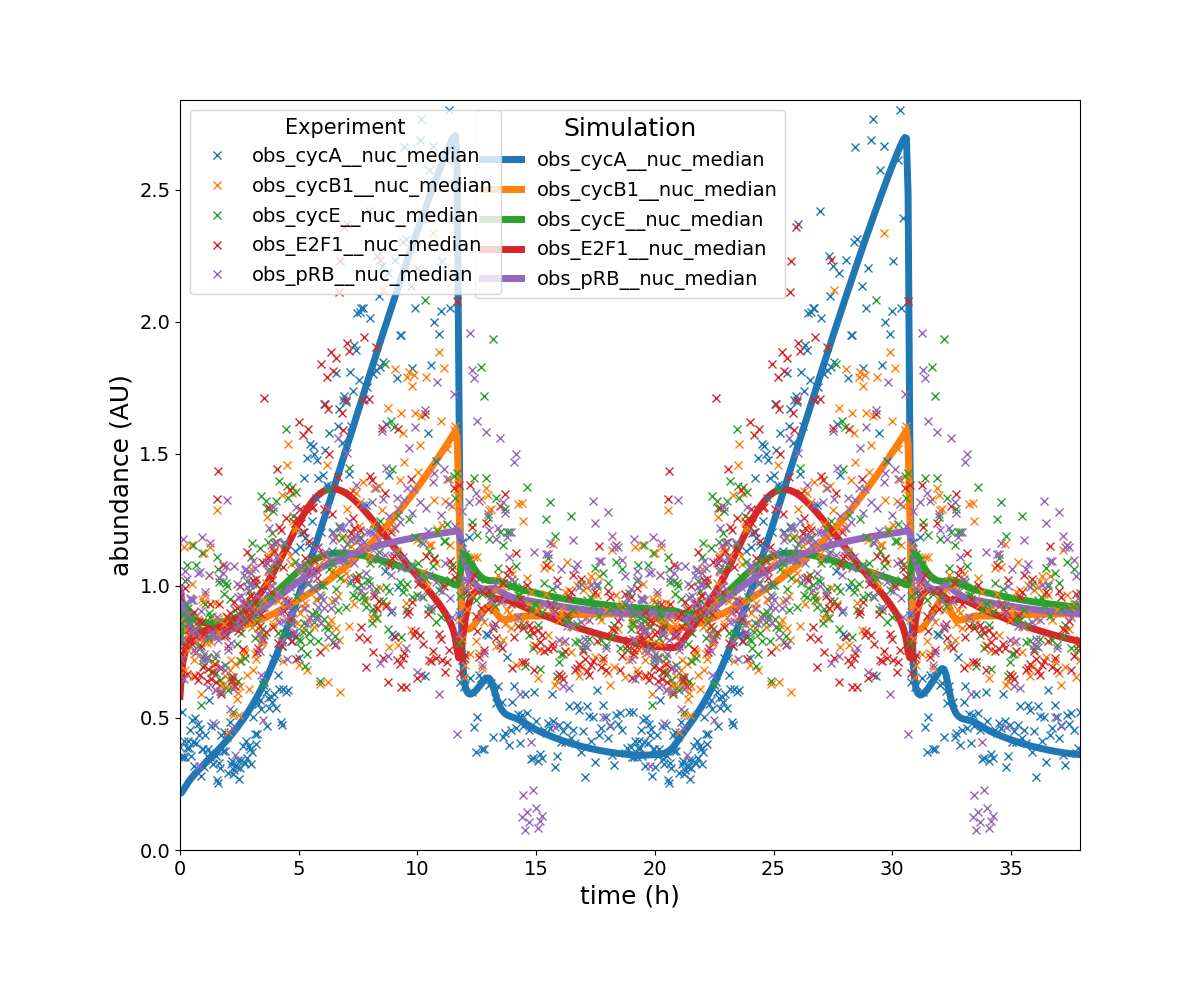 Experiment
obs_cycA__nuc_median
obs_cycB1__nuc_median
obs_cycE__nuc_median
obs_E2F1__nuc_median
obs_pRB__nuc_median
Simulation
obs_cycA__nuc_median
obs_cycB1__nuc_median
obs_cycE__nuc_median
obs_E2F1__nuc_median
obs_pRB__nuc_median
abundance (AU)
2.5
2.0
1.5
1.0
0.5
0.0
0 5 10 15 20 25 30 35
time (h)